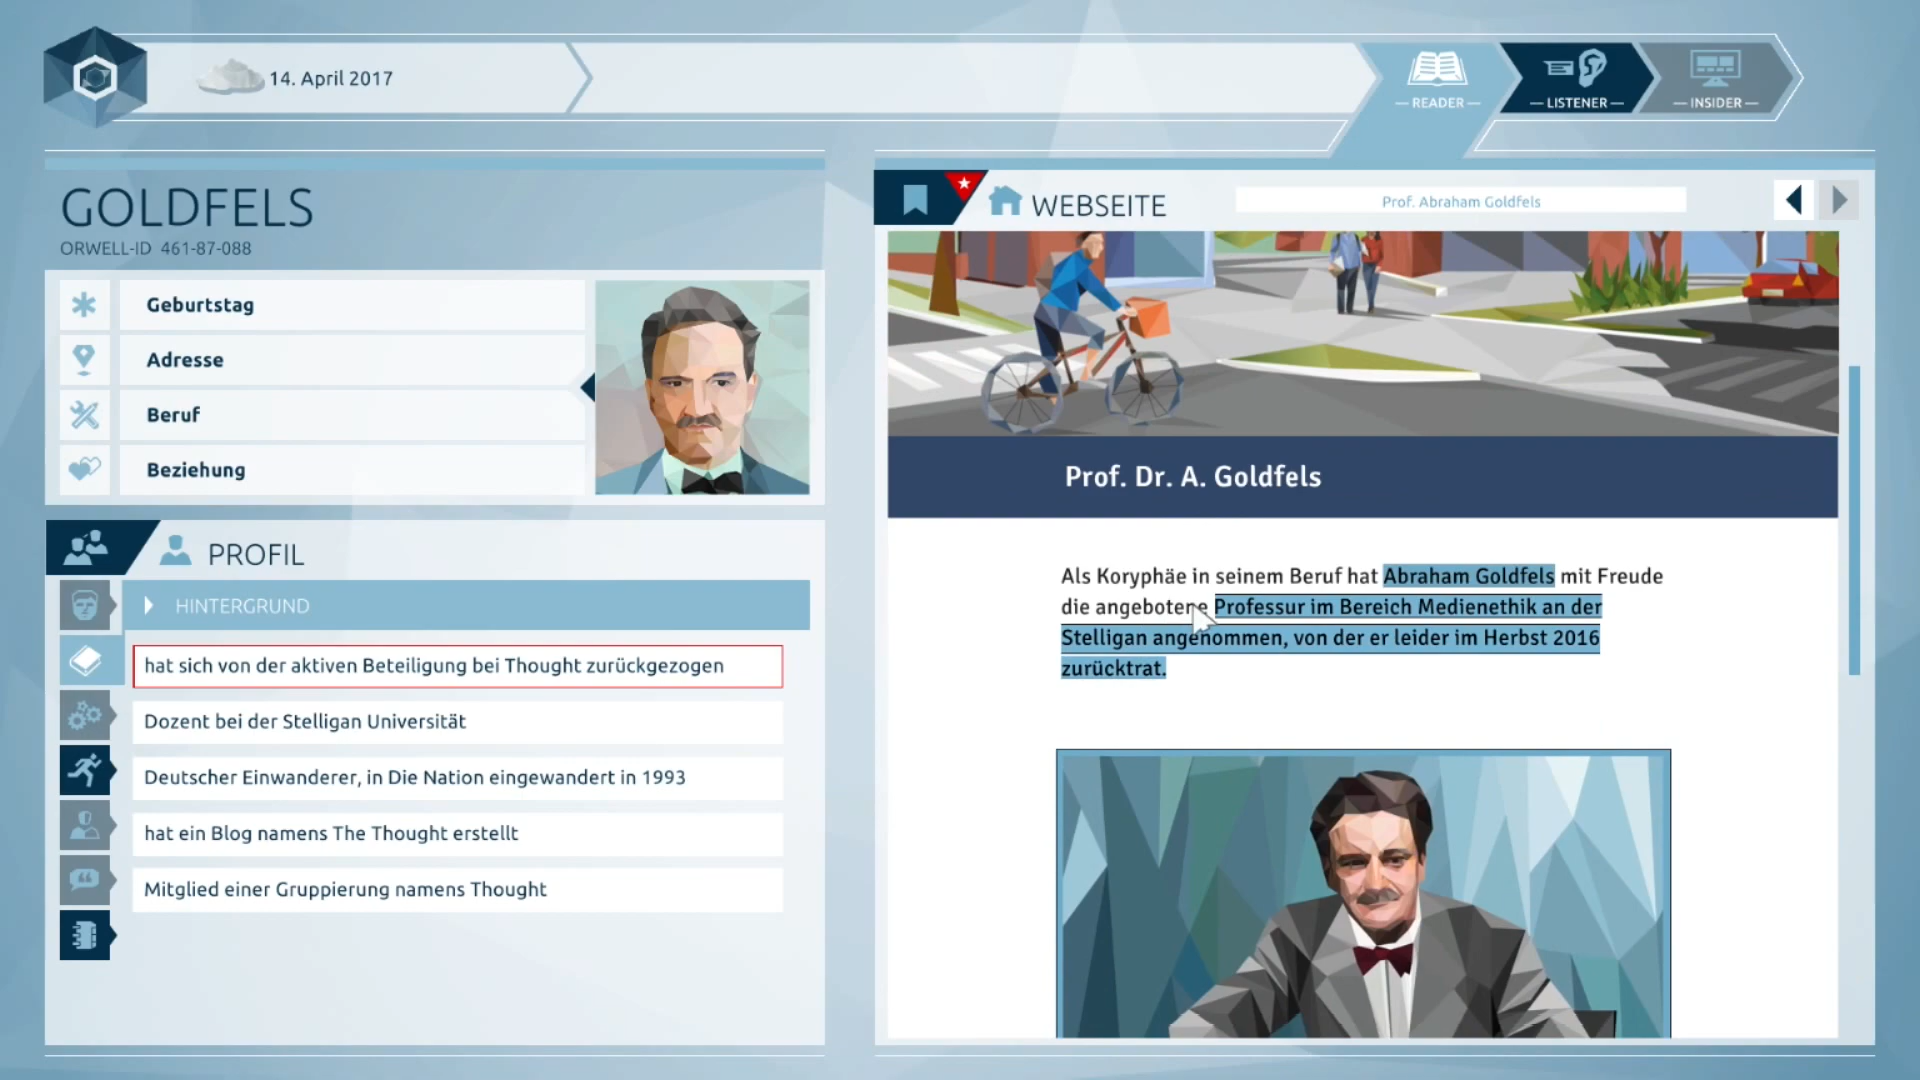 14. April 2017
— READER —
— LISTENER —
— INSIDER —
GOLDFELS
ORWELL-ID 461-87-088
Geburtstag
Adresse
Beruf
Beziehung
PROFIL
HINTERGRUND
hat sich von der aktiven Beteiligung bei Thought zurückgezogen
Dozent bei der Stelligan Universität
Deutscher Einwanderer, in Die Nation eingewandert in 1993
hat ein Blog namens The Thought erstellt
Mitglied einer Gruppierung namens Thought
WEBSEITE
Prof. Abraham Goldfels
Prof. Dr. A. Goldfels
Als Koryphäe in seinem Beruf hat Abraham Goldfels mit Freude
die angebotene Professur im Bereich Medienethik an der
Stelligan angenommen, von der er leider im Herbst 2016
zurücktrat.